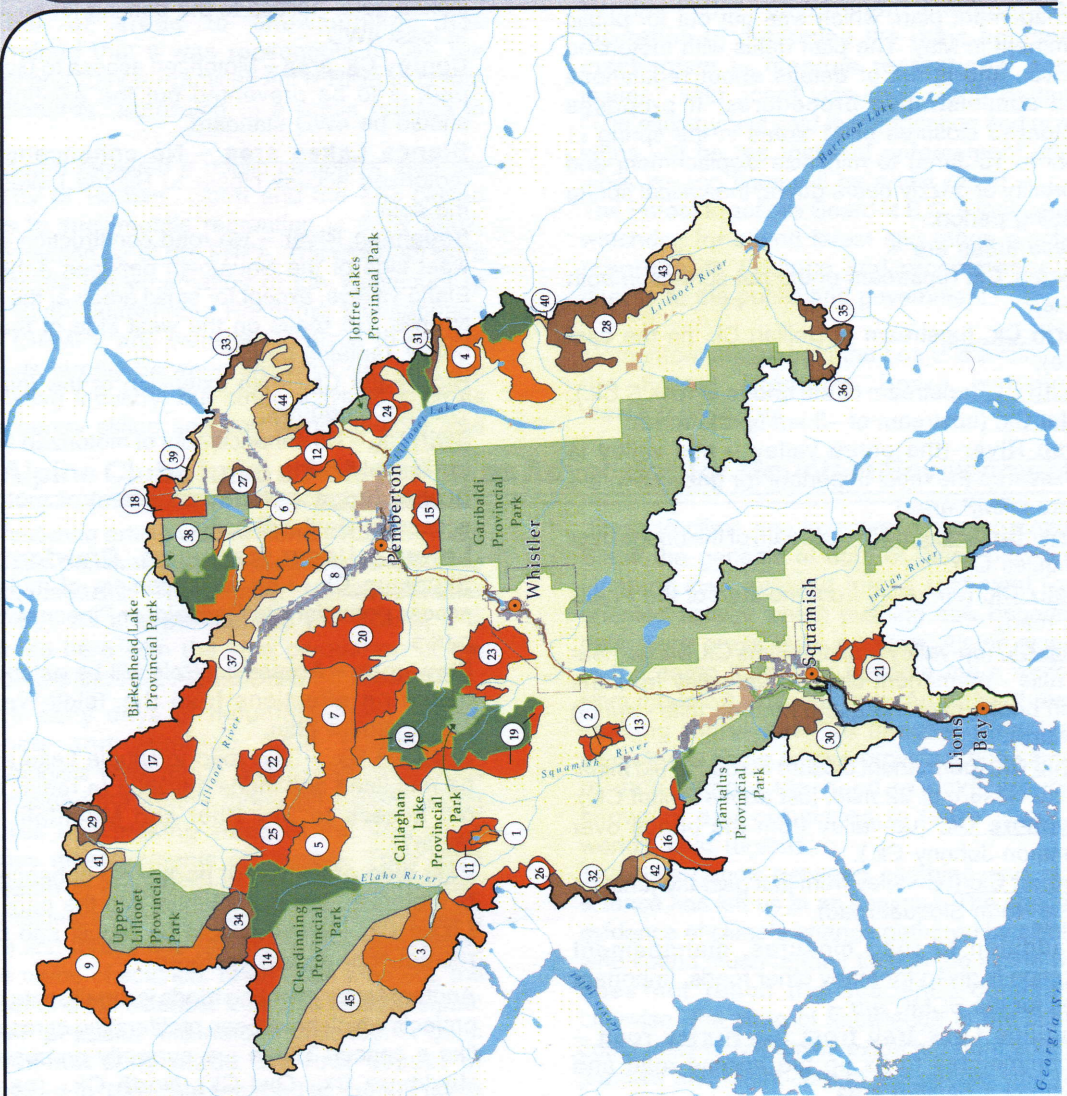 Harrison Lake
33
Joffre Lakes
Provincial Park
31
40
43
Lillooet River
44
4
28
35
39
24
36
Lillooet Lake
18
27
12
6
38
15
Pemberton
Garibaldi
Provincial
Park
Birkenhead Lake
Provincial Park
8
Whistler
37
20
Indian River
23
Squamish
21
7
10
2
13
19
Squamish River
30
Lions
Bay
17
Lillooet River
22
Callaghan
Lake
Provincial
Park
Tantalus
Provincial
Park
29
25
1
16
41
5
11
Elaho River
26
32
42
Upper
Lillooet
Provincial
Park
34
Clendinning
Provincial
Park
9
14
3
45
Jervis Inlet
Georgia St